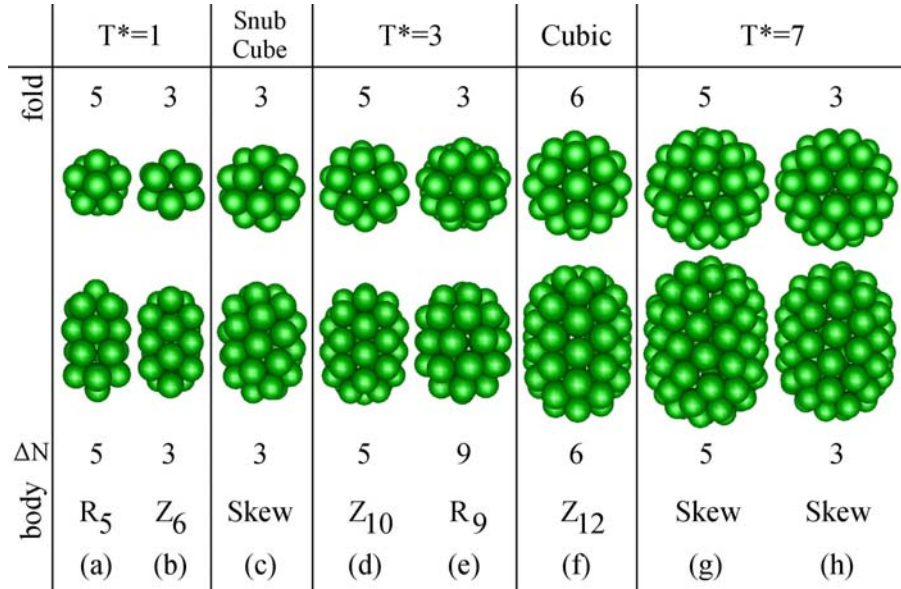 T*=1 Snub Cube T*=3 Cubic T*=7
fold 5 3 3 5 3 6 5 3
ΔN 5 3 3 5 9 6 5 3
body R5 Z6 Skew Z10 R9 Z12 Skew Skew
(a) (b) (c) (d) (e) (f) (g) (h)